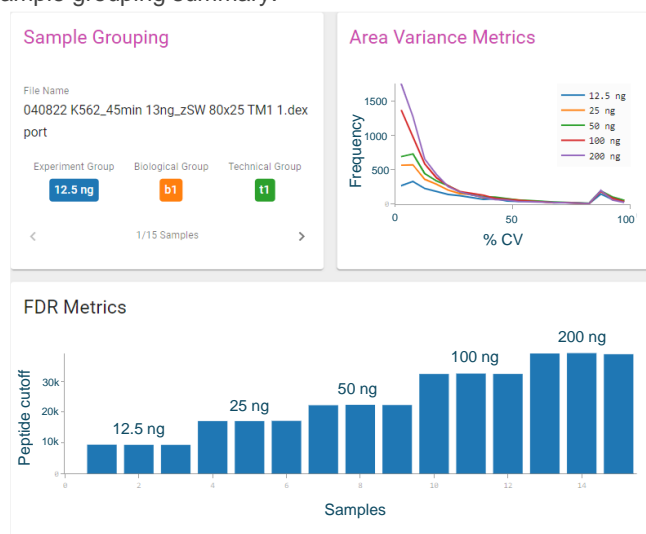 ample grouping summary.
Sample Grouping
File Name
040822 K562_45min 13ng_zSW 80x25 TM1 1.dex
port
Experiment Group Biological Group Technical Group
12.5 ng b1 t1
< 1/15 Samples >
Area Variance Metrics
Frequency
1500
1000
500
0
0 50 100
% CV
12.5 ng
25 ng
50 ng
100 ng
200 ng
FDR Metrics
Peptide cutoff
30k
20k
10k
0
12.5 ng
25 ng
50 ng
100 ng
200 ng
0 2 4 6 8 10 12 14
Samples